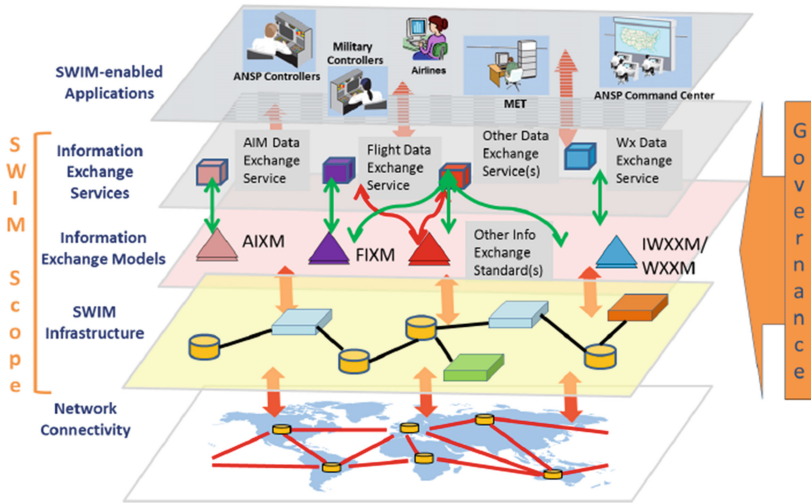 SWIM-enabled
Applications
ANSP Controllers
Military
Controllers
Airlines
MET
ANSP Command Center
SWIM Scope
Information
Exchange
Services
AIM Data
Exchange
Service
Flight Data
Exchange
Service
Other Data
Exchange
Service(s)
Wx Data
Exchange
Service
Information
Exchange Models
AIXM
FIXM
Other Info
Exchange
Standard(s)
IWXXM/
WXXM
SWIM
Infrastructure
Network
Connectivity
Governance